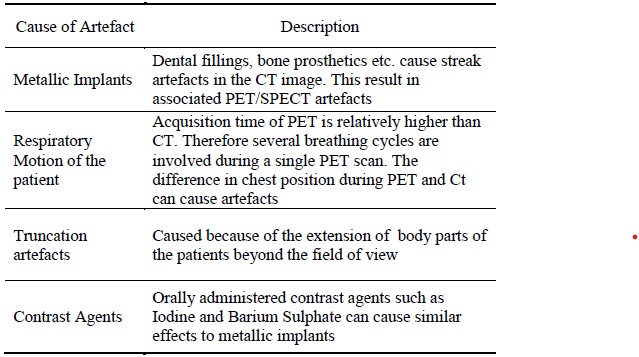 Cause of Artefact Description
Metallic Implants
Dental fillings, bone prosthetics etc. cause streak
artefacts in the CT image. This result in
associated PET/SPECT artefacts
Respiratory
Motion of the
patient
Acquisition time of PET is relatively higher than
CT. Therefore several breathing cycles are
involved during a single PET scan. The
difference in chest position during PET and Ct
can cause artefacts
Truncation
artefacts
Caused because of the extension of body parts of
the patients beyond the field of view
Contrast Agents
Orally administered contrast agents such as
Iodine and Barium Sulphate can cause similar
effects to metallic implants